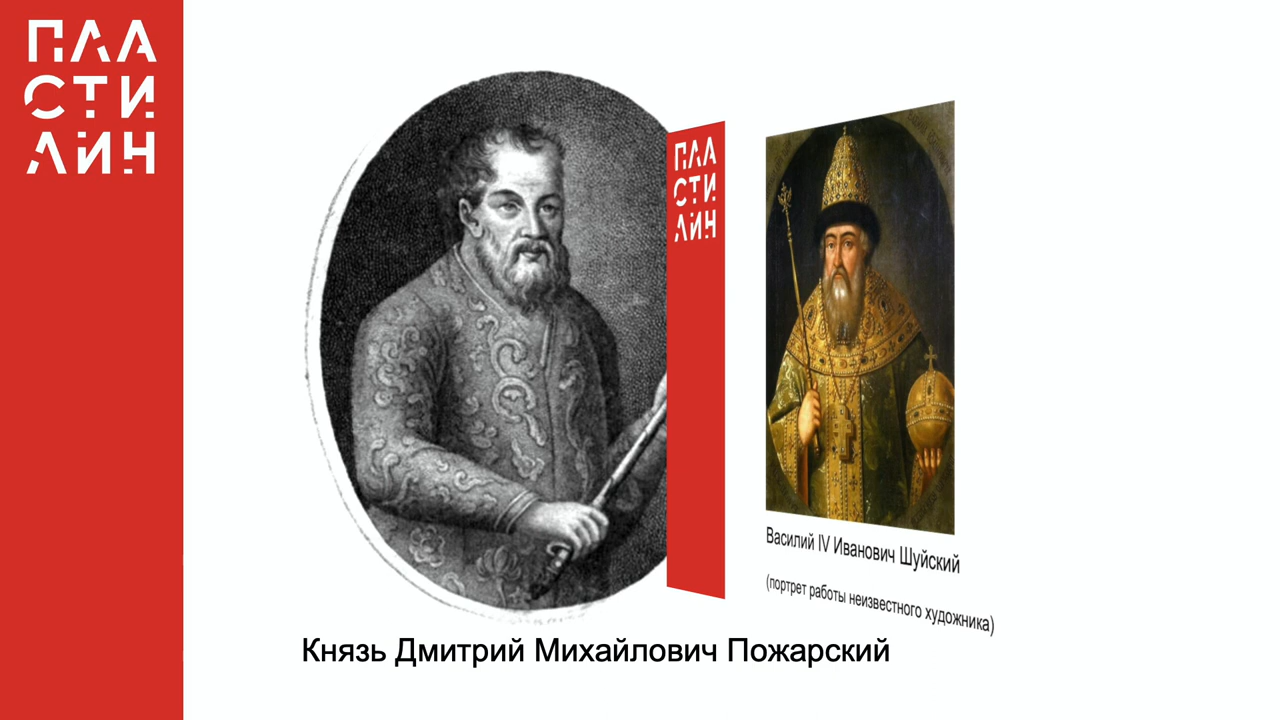 ПЛА
СТИ
ЛИН
ПЛА
СТИ
ЛИН
Василий IV Иванович Шуйский
(портрет работы неизвестного художника)
Князь Дмитрий Михайлович Пожарский